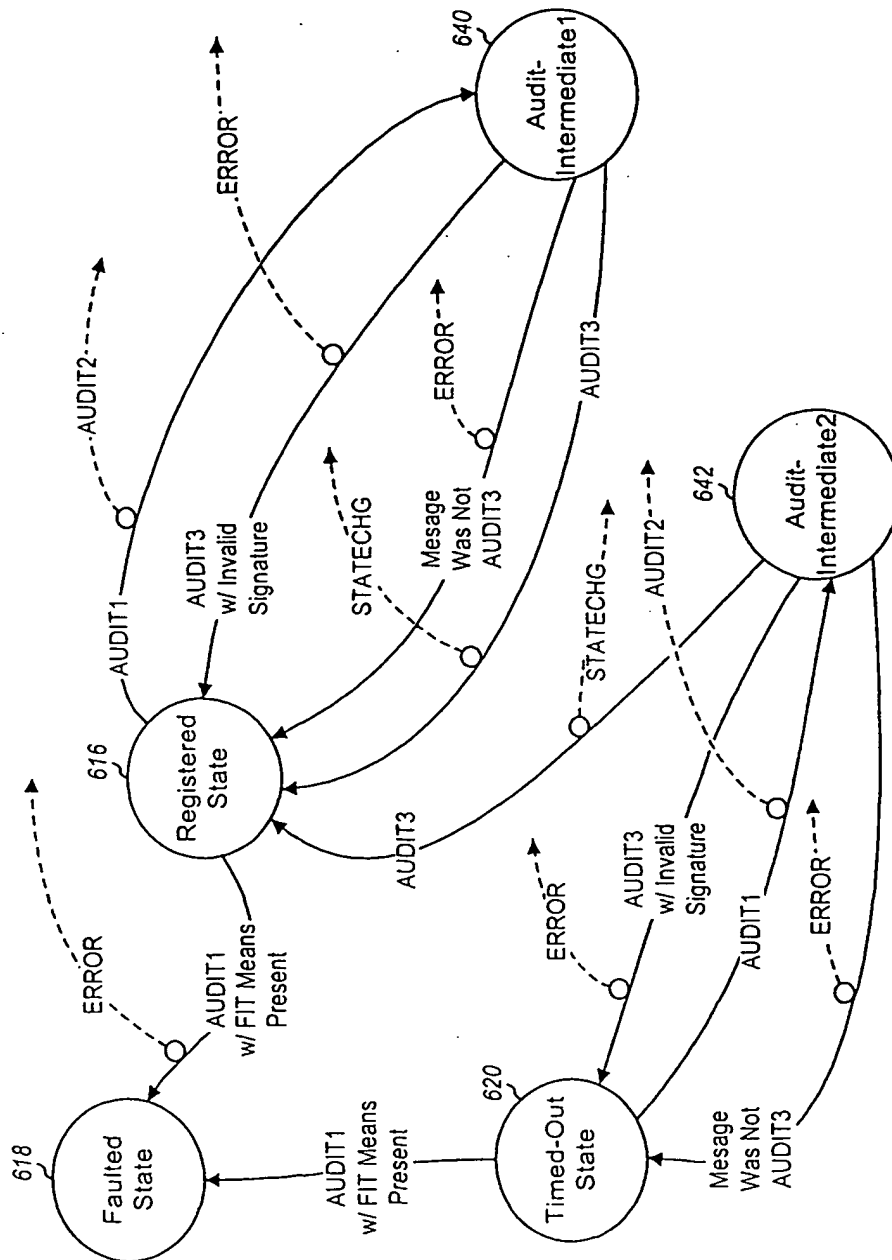 618
Faulted
State
ERROR
AUDIT1
w/ FIT Means
Present
616
Registered
State
AUDIT1
AUDIT2
AUDIT3
w/ Invalid
Signature
ERROR
STATECHG
Mesage
Was Not
AUDIT3
ERROR
AUDIT3
640
Audit-
Intermediate1
AUDIT1
w/ FIT Means
Present
620
Timed-Out
State
AUDIT3
STATECHG
ERROR
AUDIT3
w/ Invalid
Signature
AUDIT2
AUDIT1
ERROR
Mesage
Was Not
AUDIT3
642
Audit-
Intermediate2